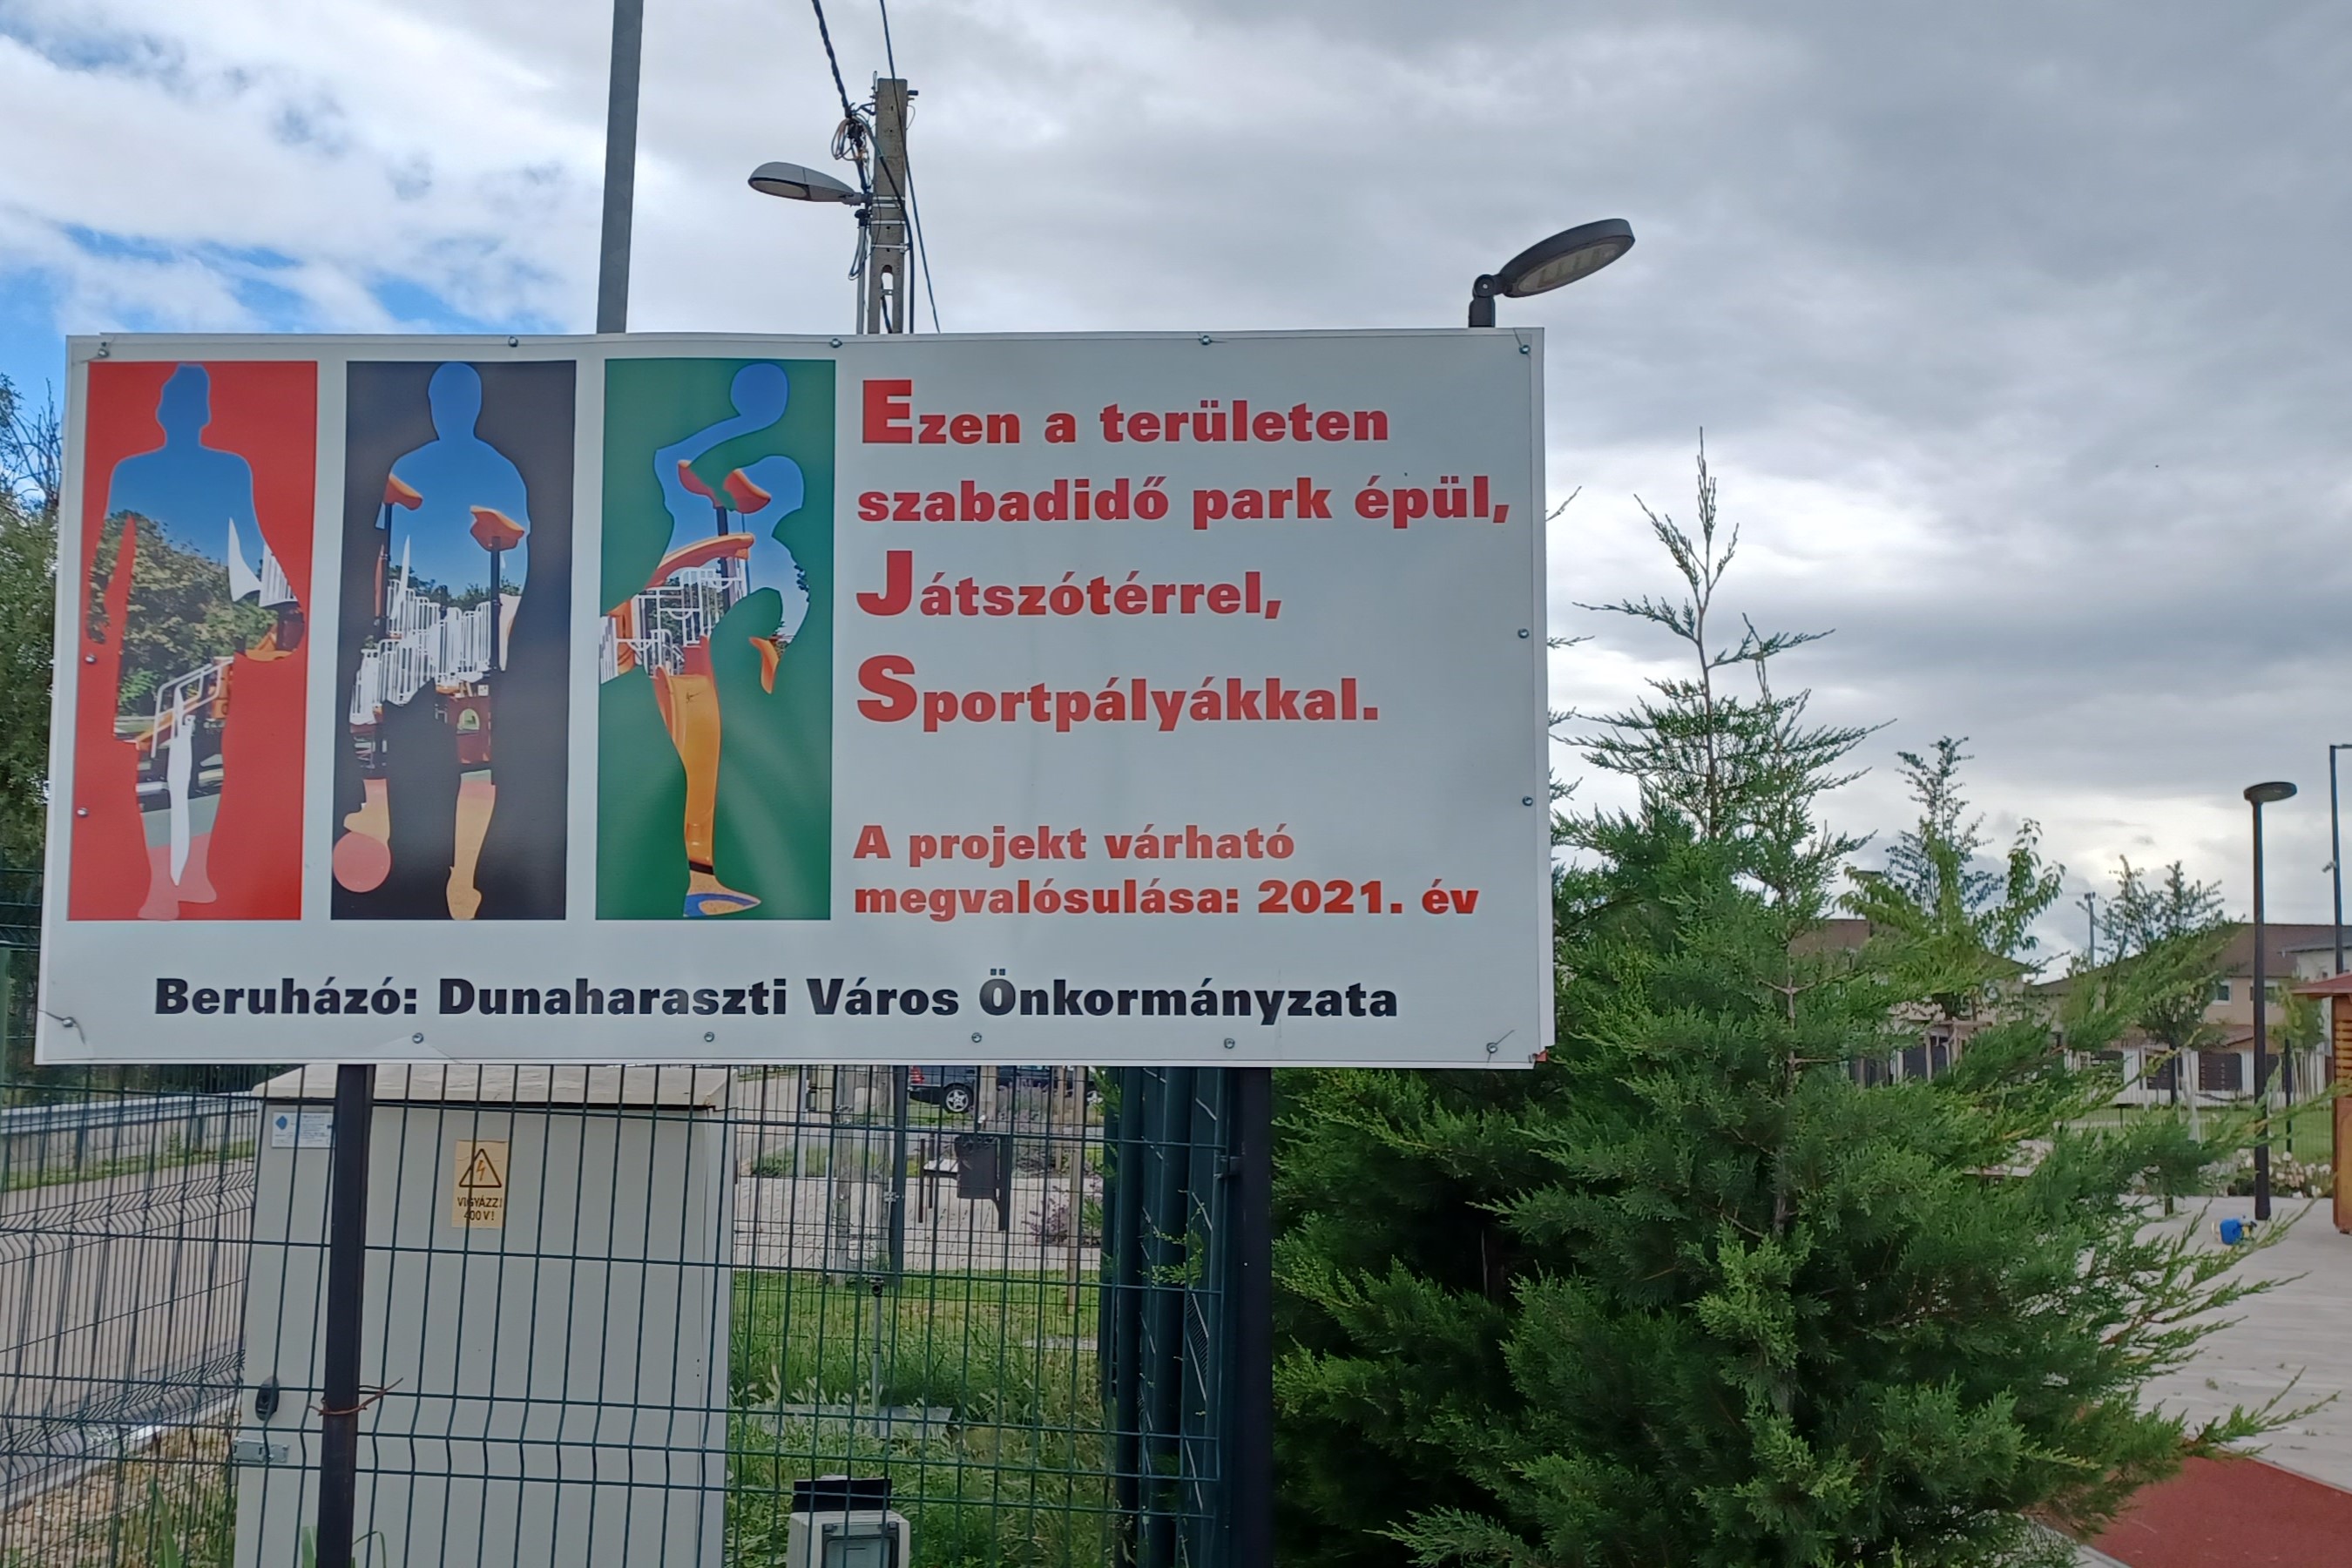 Ezen a területen
szabadidő park épül,
Játszótérrel,
Sportpályákkal.
A projekt várható
megvalósulása: 2021. év
Beruházó: Dunaharaszti Város Önkormányzata
VIGYÁZZ!
400 V!